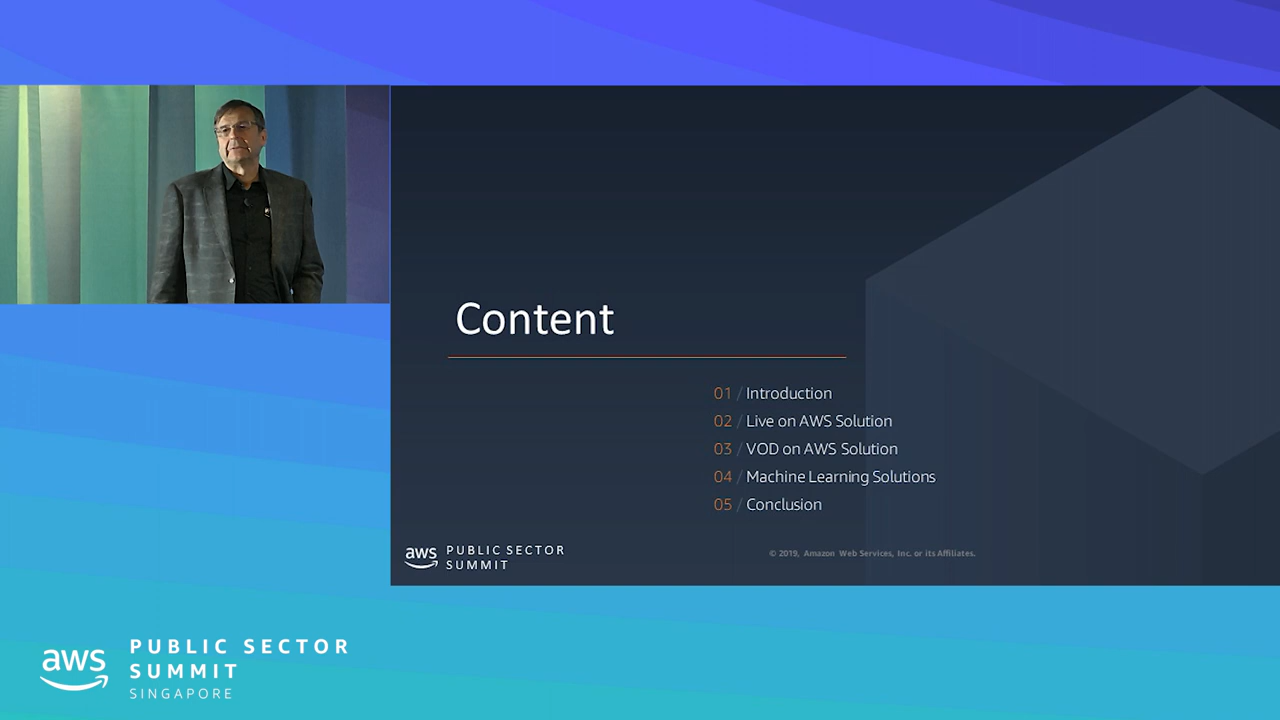 Content
01 / Introduction
02 / Live on AWS Solution
03 / VOD on AWS Solution
04 / Machine Learning Solutions
05 / Conclusion
aws PUBLIC SECTOR
SUMMIT
© 2019, Amazon Web Services, Inc. or its Affiliates.
aws PUBLIC SECTOR
SUMMIT
SINGAPORE